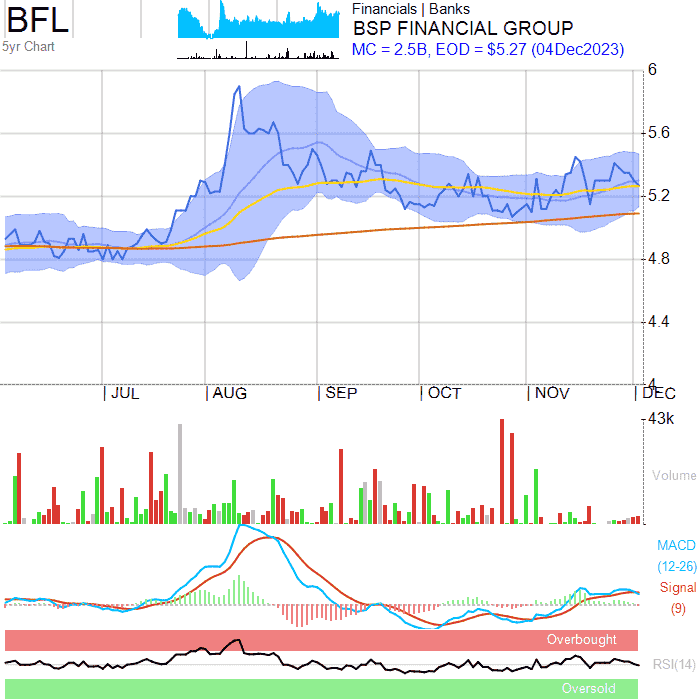 BFL
5yr Chart
Financials | Banks
BSP FINANCIAL GROUP
MC = 2.5B, EOD = $5.27 (04Dec2023)
6
5.6
5.2
4.8
4.4
4
JUL
AUG
SEP
OCT
NOV
DEC
43k
Volume
MACD
(12-26)
Signal
(9)
Overbought
RSI(14)
Oversold